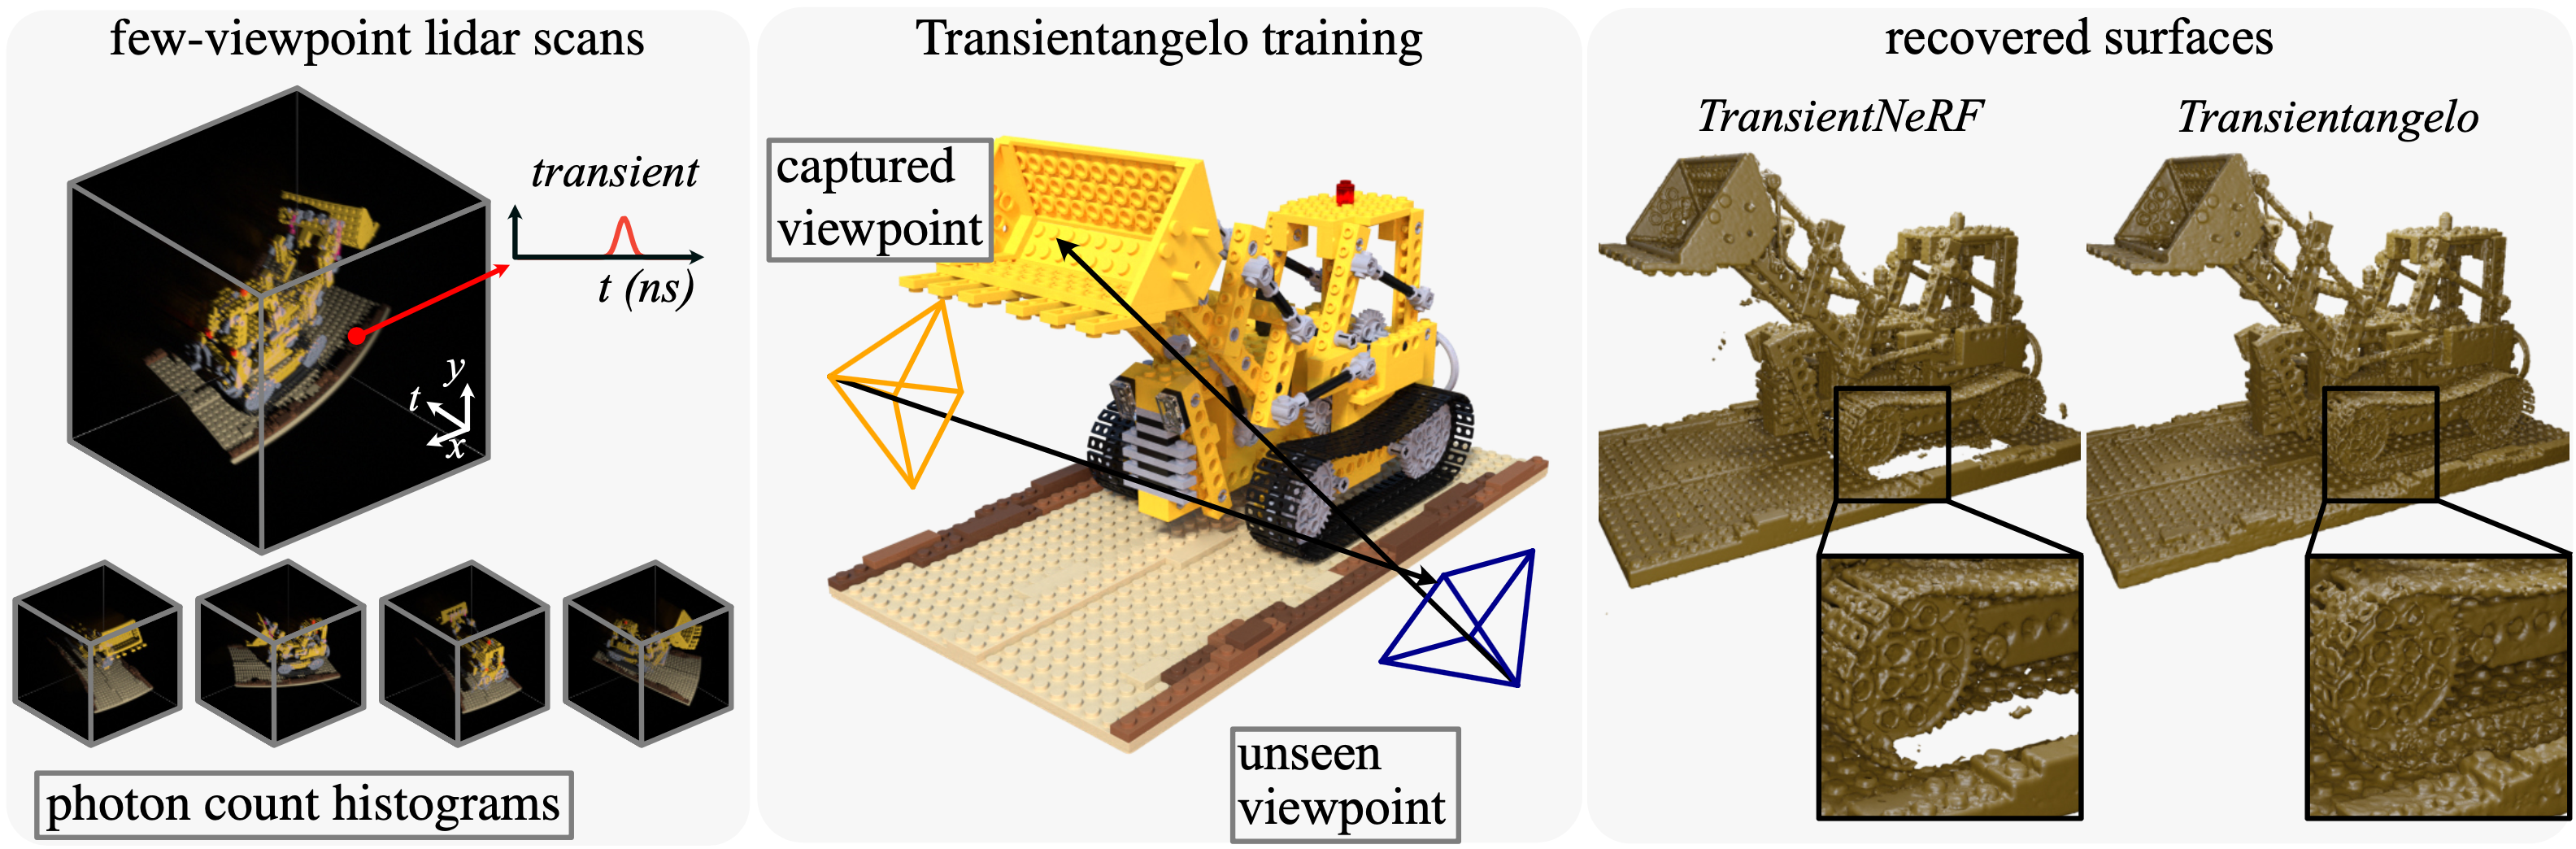 few-viewpoint lidar scans
transient
t (ns)
y
t
x
photon count histograms
Transientangelo training
captured
viewpoint
unseen
viewpoint
recovered surfaces
TransientNeRF
Transientangelo